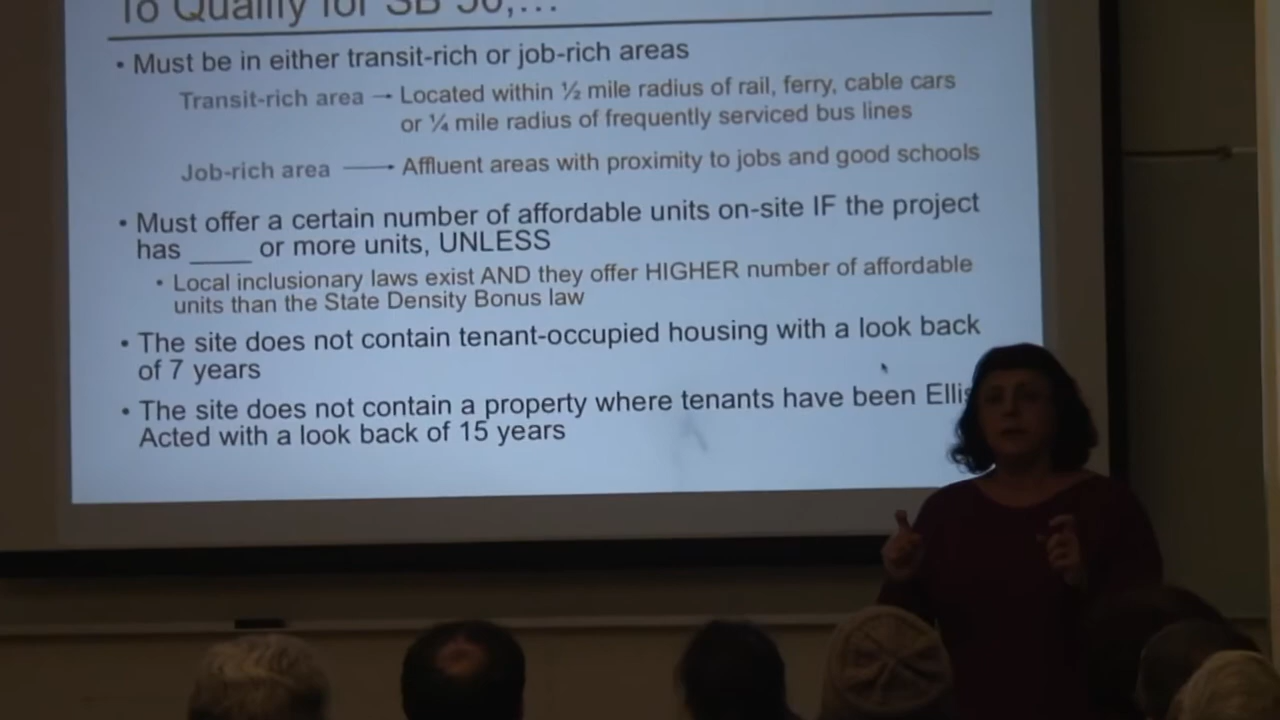 To Qualify for SB 50,...
• Must be in either transit-rich or job-rich areas
Transit-rich area → Located within ½ mile radius of rail, ferry, cable cars
or ¼ mile radius of frequently serviced bus lines
Job-rich area → Affluent areas with proximity to jobs and good schools
• Must offer a certain number of affordable units on-site IF the project
has ____ or more units, UNLESS
• Local inclusionary laws exist AND they offer HIGHER number of affordable
units than the State Density Bonus law
• The site does not contain tenant-occupied housing with a look back
of 7 years
• The site does not contain a property where tenants have been Ellis
Acted with a look back of 15 years